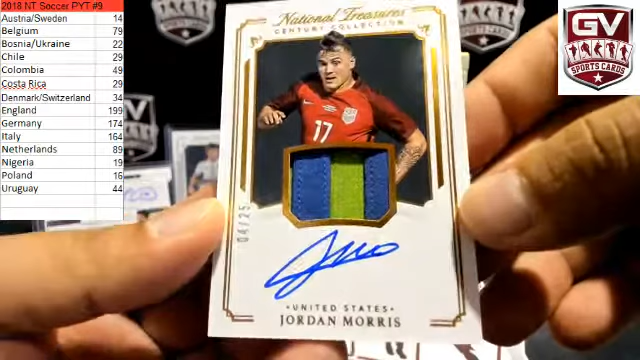 2018 NT Soccer PYT #9
Austria/Sweden 14
Belgium 79
Bosnia/Ukraine 22
Chile 29
Colombia 49
Costa Rica 29
Denmark/Switzerland 34
England 199
Germany 174
Italy 164
Netherlands 89
Nigeria 19
Poland 16
Uruguay 44
GV
SPORTS CARDS
National Treasures
CENTURY COLLECTION
17
04/25
•UNITED STATES•
JORDAN MORRIS